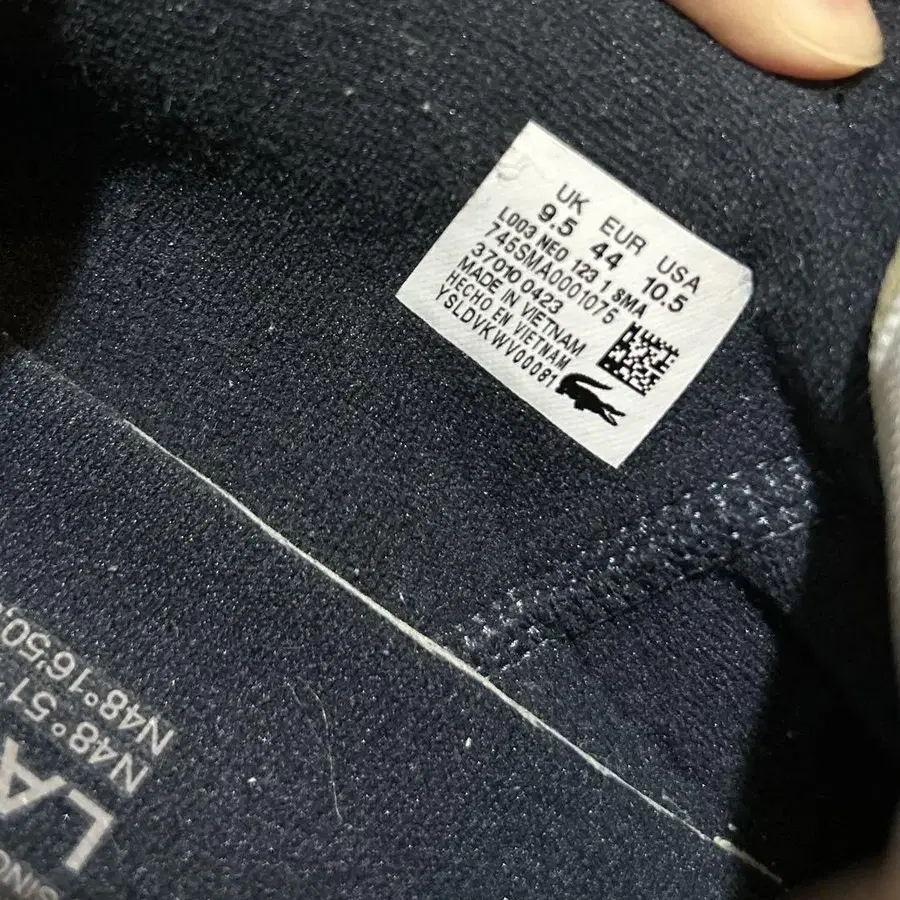 UK EUR USA
9.5 44 10.5
L003 NEO 123 1 SMA
745SMA0001075
37010 0423
MADE IN VIETNAM
HECHO EN VIETNAM
YSLDVKWV00081
N48°16'50,
N48°51
LA